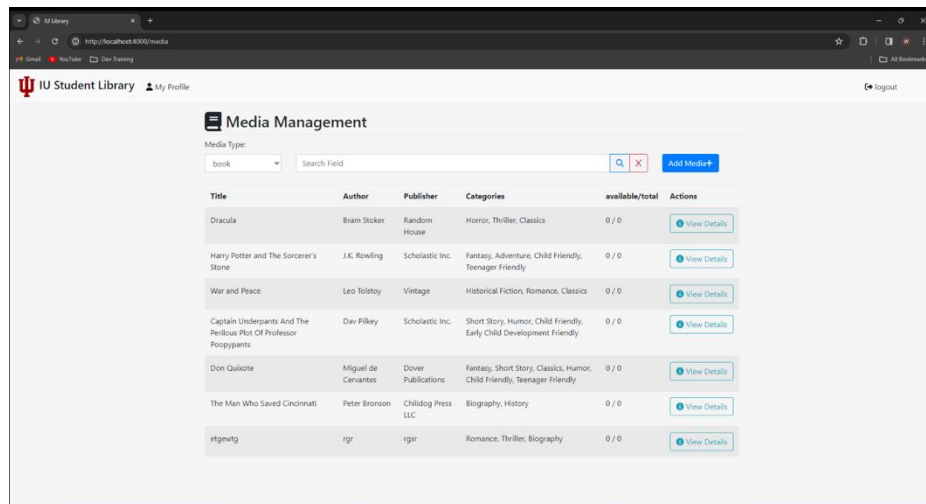 IU Library
http://localhost:4000/media
Gmail YouTube Dev Training All Bookmarks
IU Student Library My Profile logout
Media Management
Media Type:
book Search Field Add Media+
Title Author Publisher Categories available/total Actions
Dracula Bram Stoker Random House Horror, Thriller, Classics 0 / 0 View Details
Harry Potter and The Sorcerer's Stone J.K. Rowling Scholastic Inc. Fantasy, Adventure, Child Friendly, Teenager Friendly 0 / 0 View Details
War and Peace Leo Tolstoy Vintage Historical Fiction, Romance, Classics 0 / 0 View Details
Captain Underpants And The Perilous Plot Of Professor Poopypants Dav Pilkey Scholastic Inc. Short Story, Humor, Child Friendly, Early Child Development Friendly 0 / 0 View Details
Don Quixote Miguel de Cervantes Dover Publications Fantasy, Short Story, Classics, Humor, Child Friendly, Teenager Friendly 0 / 0 View Details
The Man Who Saved Cincinnati Peter Bronson Chilidog Press LLC Biography, History 0 / 0 View Details
etgewtg rgr rgsr Romance, Thriller, Biography 0 / 0 View Details